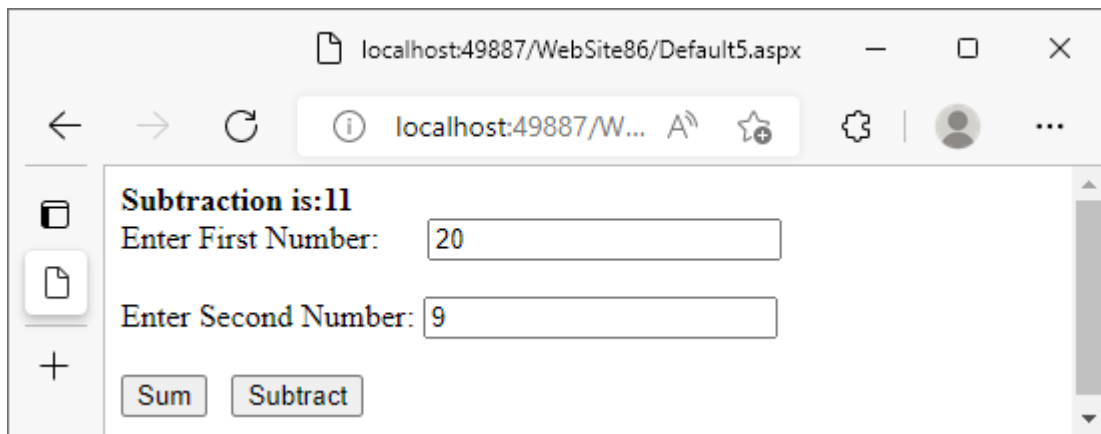 localhost:49887/WebSite86/Default5.aspx
localhost:49887/W...
Subtraction is:11
Enter First Number: 20
Enter Second Number: 9
Sum Subtract